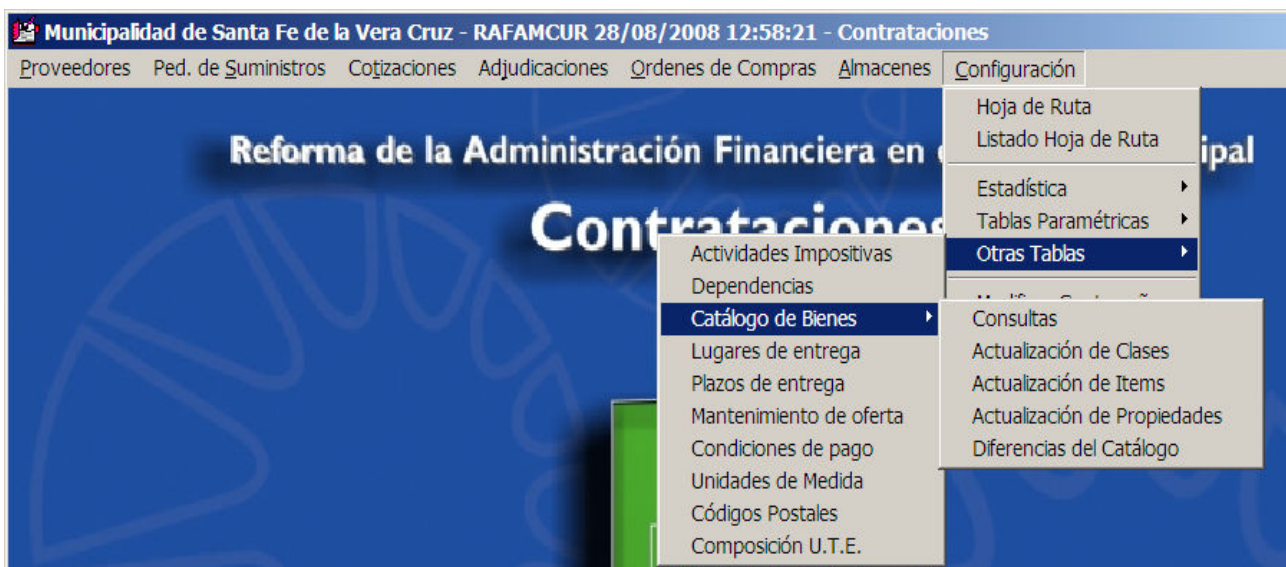 Municipalidad de Santa Fe de la Vera Cruz - RAFAMCUR 28/08/2008 12:58:21 - Contrataciones
Proveedores Ped. de Suministros Cotizaciones Adjudicaciones Ordenes de Compras Almacenes Configuración
Reforma de la Administración Financiera en
Contrataciones
Hoja de Ruta
Listado Hoja de Ruta
Estadística
Tablas Paramétricas
Otras Tablas
Actividades Impositivas
Dependencias
Catálogo de Bienes
Lugares de entrega
Plazos de entrega
Mantenimiento de oferta
Condiciones de pago
Unidades de Medida
Códigos Postales
Composición U.T.E.
Consultas
Actualización de Clases
Actualización de Items
Actualización de Propiedades
Diferencias del Catálogo